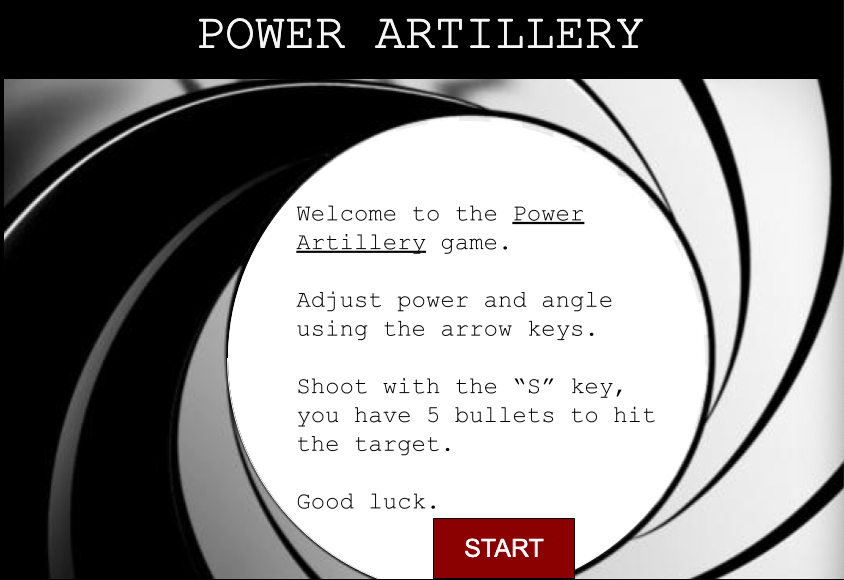 POWER ARTILLERY
Welcome to the Power
Artillery game.
Adjust power and angle
using the arrow keys.
Shoot with the “S” key,
you have 5 bullets to hit
the target.
Good luck.
START